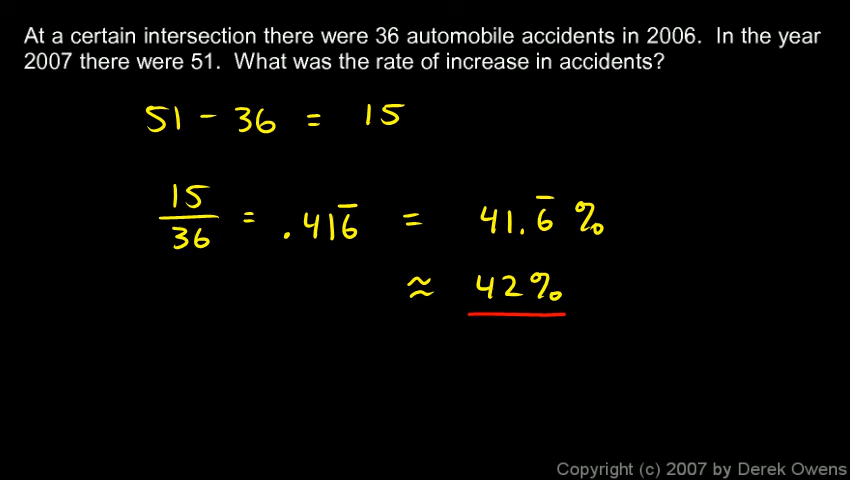 At a certain intersection there were 36 automobile accidents in 2006.  In the year
2007 there were 51.  What was the rate of increase in accidents?
51 - 36 = 15
15/36 = .416̅ = 41.6̅ %
≈ 42%
Copyright (c) 2007 by Derek Owens